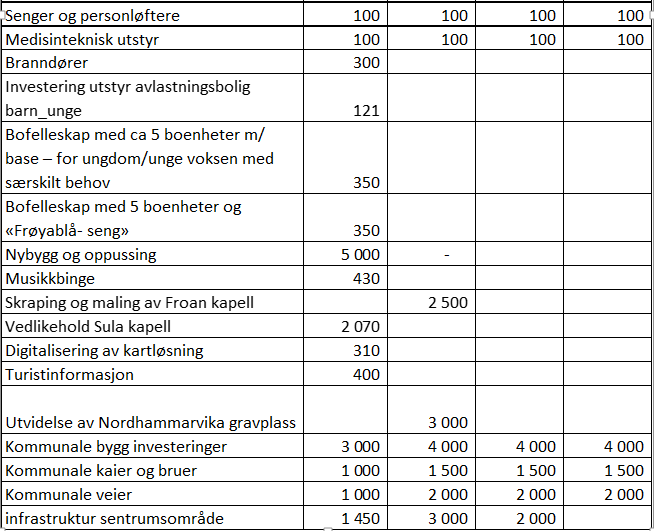 Senger og personløftere 100 100 100 100
Medisinteknisk utstyr 100 100 100 100
Branndører 300
Investering utstyr avlastningsbolig
barn_unge 121
Bofelleskap med ca 5 boenheter m/
base – for ungdom/unge voksen med
særskilt behov 350
Bofelleskap med 5 boenheter og
«Frøyablå- seng» 350
Nybygg og oppussing 5 000 -
Musikkbinge 430
Skraping og maling av Froan kapell 2 500
Vedlikehold Sula kapell 2 070
Digitalisering av kartløsning 310
Turistinformasjon 400
Utvidelse av Nordhammarvika gravplass 3 000
Kommunale bygg investeringer 3 000 4 000 4 000 4 000
Kommunale kaier og bruer 1 000 1 500 1 500 1 500
Kommunale veier 1 000 2 000 2 000 2 000
infrastruktur sentrumsområde 1 450 3 000 2 000